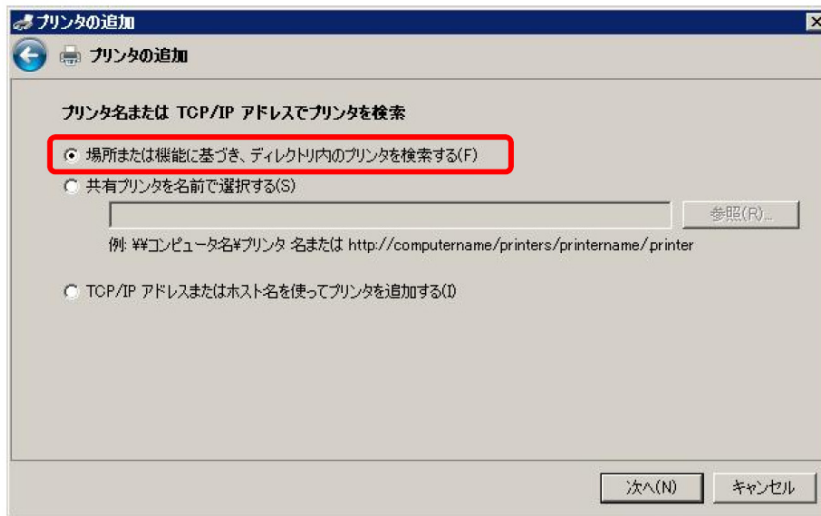 プリンタの追加
プリンタの追加
プリンタ名または TCP/IP アドレスでプリンタを検索
場所または機能に基づき、ディレクトリ内のプリンタを検索する(F)
共有プリンタを名前で選択する(S)
参照(R)...
例: ¥¥コンピュータ名¥プリンタ 名または http://computername/printers/printername/.printer
TCP/IP アドレスまたはホスト名を使ってプリンタを追加する(I)
次へ(N) キャンセル